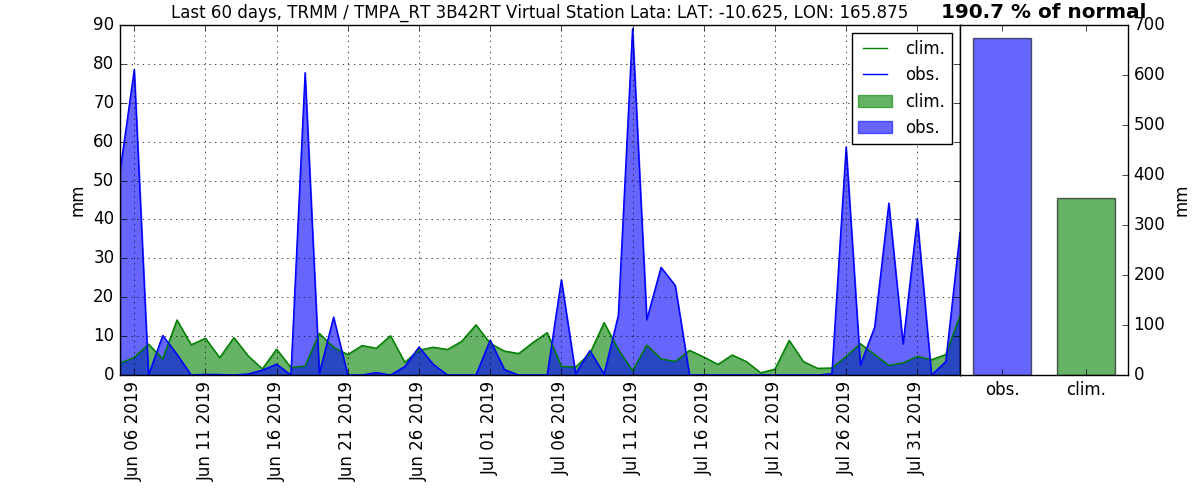 Last 60 days, TRMM / TMPA_RT 3B42RT Virtual Station Lata: LAT: -10.625, LON: 165.875
190.7 % of normal
90
80
70
60
50
40
30
20
10
0
mm
clim.
obs.
clim.
obs.
Jun 06 2019
Jun 11 2019
Jun 16 2019
Jun 21 2019
Jun 26 2019
Jul 01 2019
Jul 06 2019
Jul 11 2019
Jul 16 2019
Jul 21 2019
Jul 26 2019
Jul 31 2019
700
600
500
400
300
200
100
0
mm
obs.
clim.